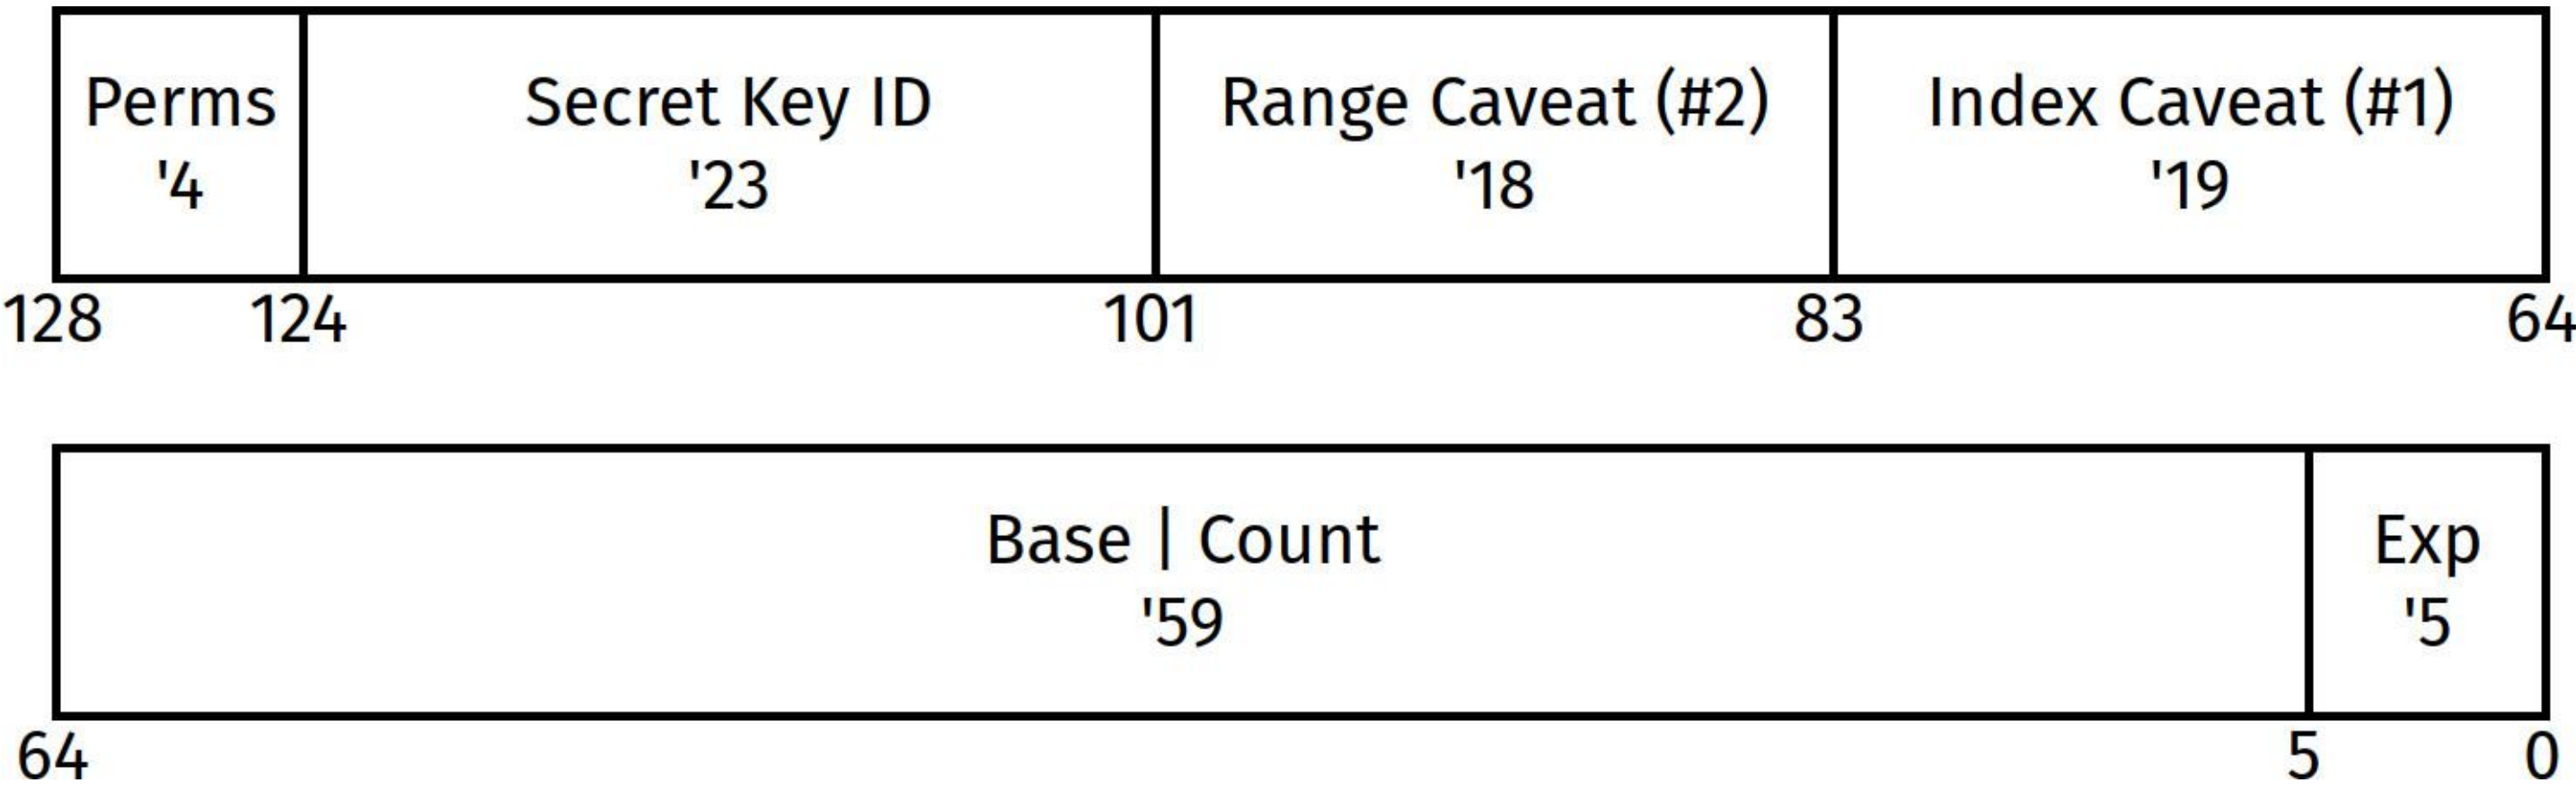 Perms Secret Key ID Range Caveat (#2) Index Caveat (#1)
'4 '23 '18 '19
128 124 101 83 64
Base | Count Exp
'59 '5
64 5 0